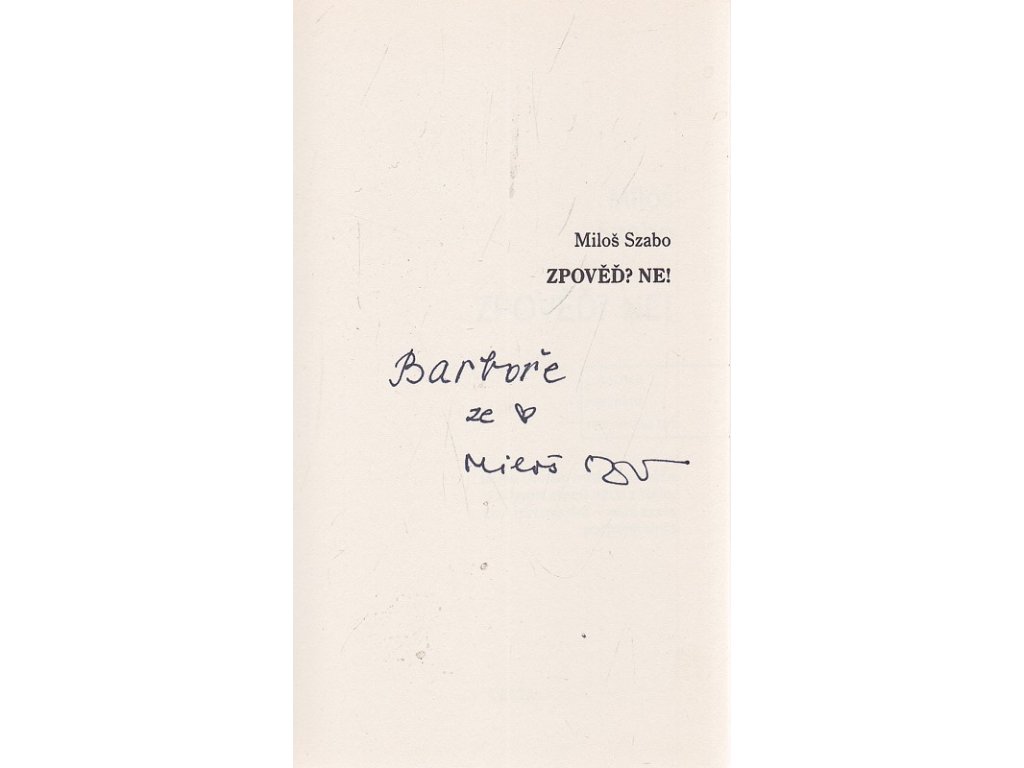 Miloš Szabo
ZPOVĚĎ? NE!
Barboře
ze ♥
Miloš